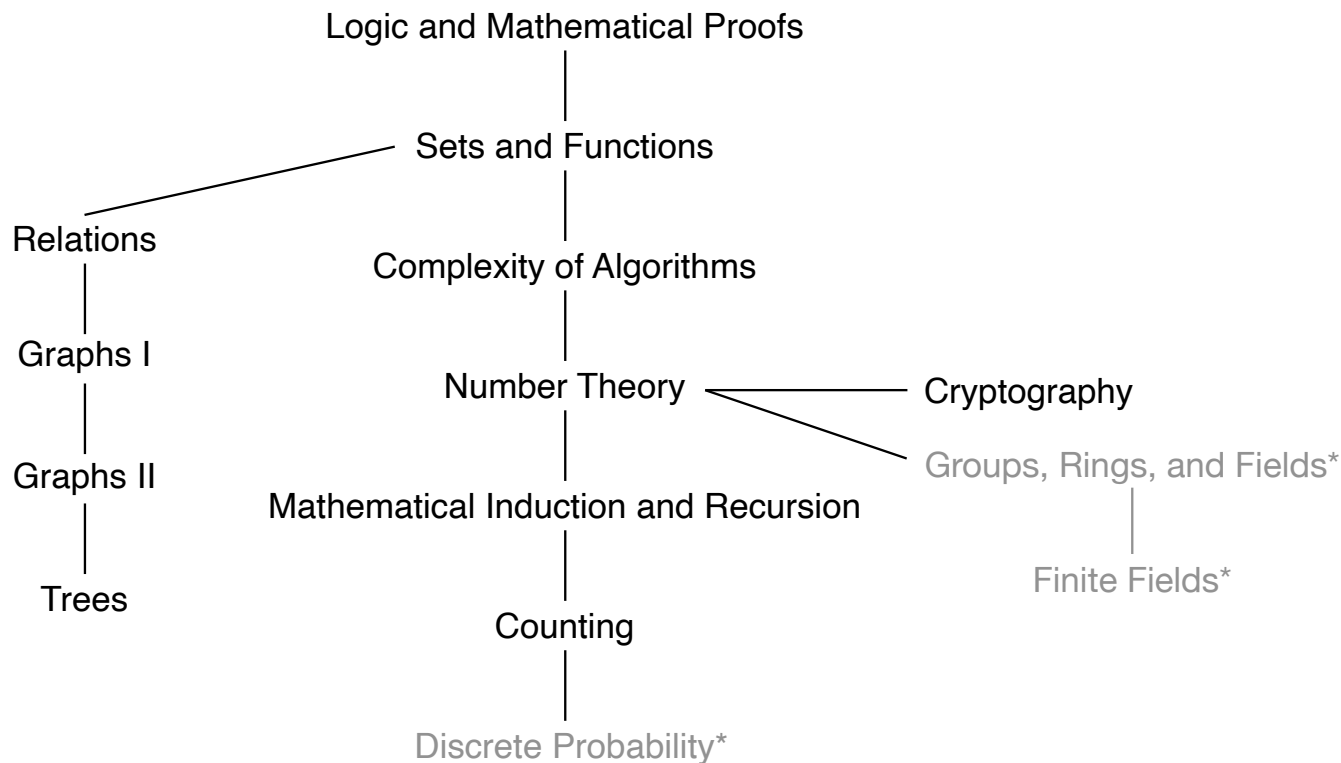 Logic and Mathematical Proofs
Sets and Functions
Relations
Complexity of Algorithms
Graphs I
Number Theory
Cryptography
Groups, Rings, and Fields*
Graphs II
Mathematical Induction and Recursion
Finite Fields*
Trees
Counting
Discrete Probability*